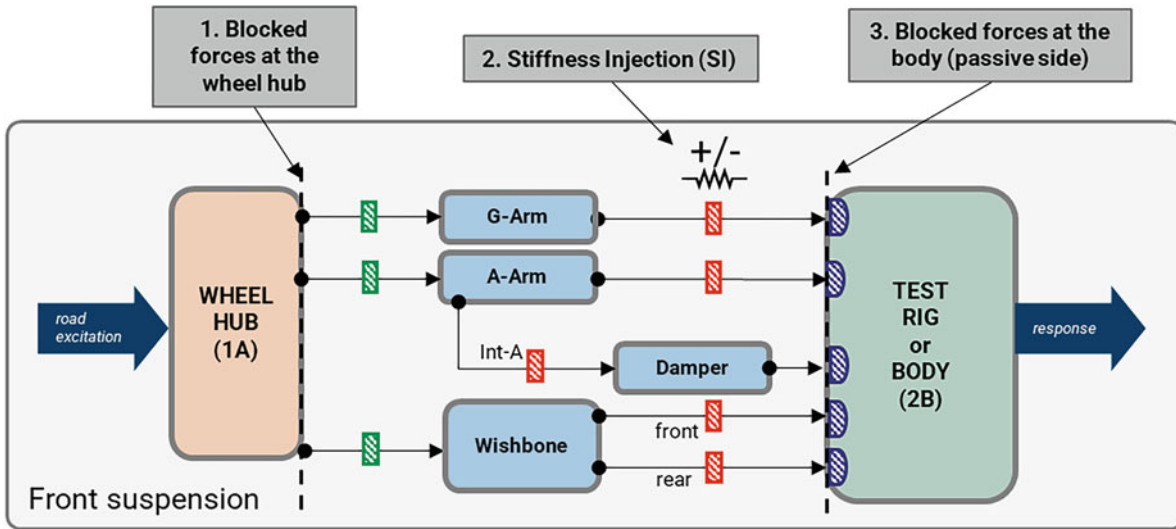 1. Blocked
forces at the
wheel hub
2. Stiffness Injection (SI)
3. Blocked forces at the
body (passive side)
+/-
G-Arm
A-Arm
WHEEL
HUB
(1A)
road
excitation
Int-A
Damper
Wishbone
front
rear
TEST
RIG
or
BODY
(2B)
response
Front suspension